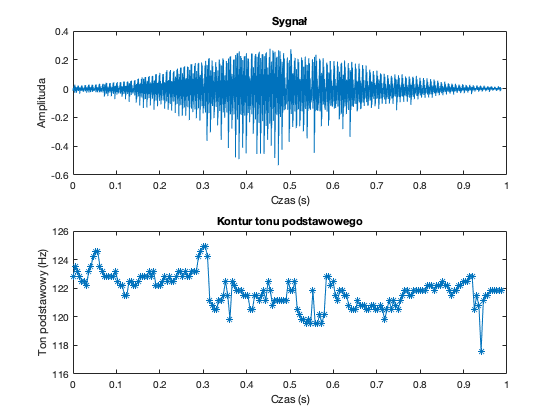 Sygnał
0.4
0.2
0
-0.2
-0.4
-0.6
Amplituda
0 0.1 0.2 0.3 0.4 0.5 0.6 0.7 0.8 0.9 1
Czas (s)
Kontur tonu podstawowego
126
124
122
120
118
116
Ton podstawowy (Hz)
0 0.1 0.2 0.3 0.4 0.5 0.6 0.7 0.8 0.9 1
Czas (s)